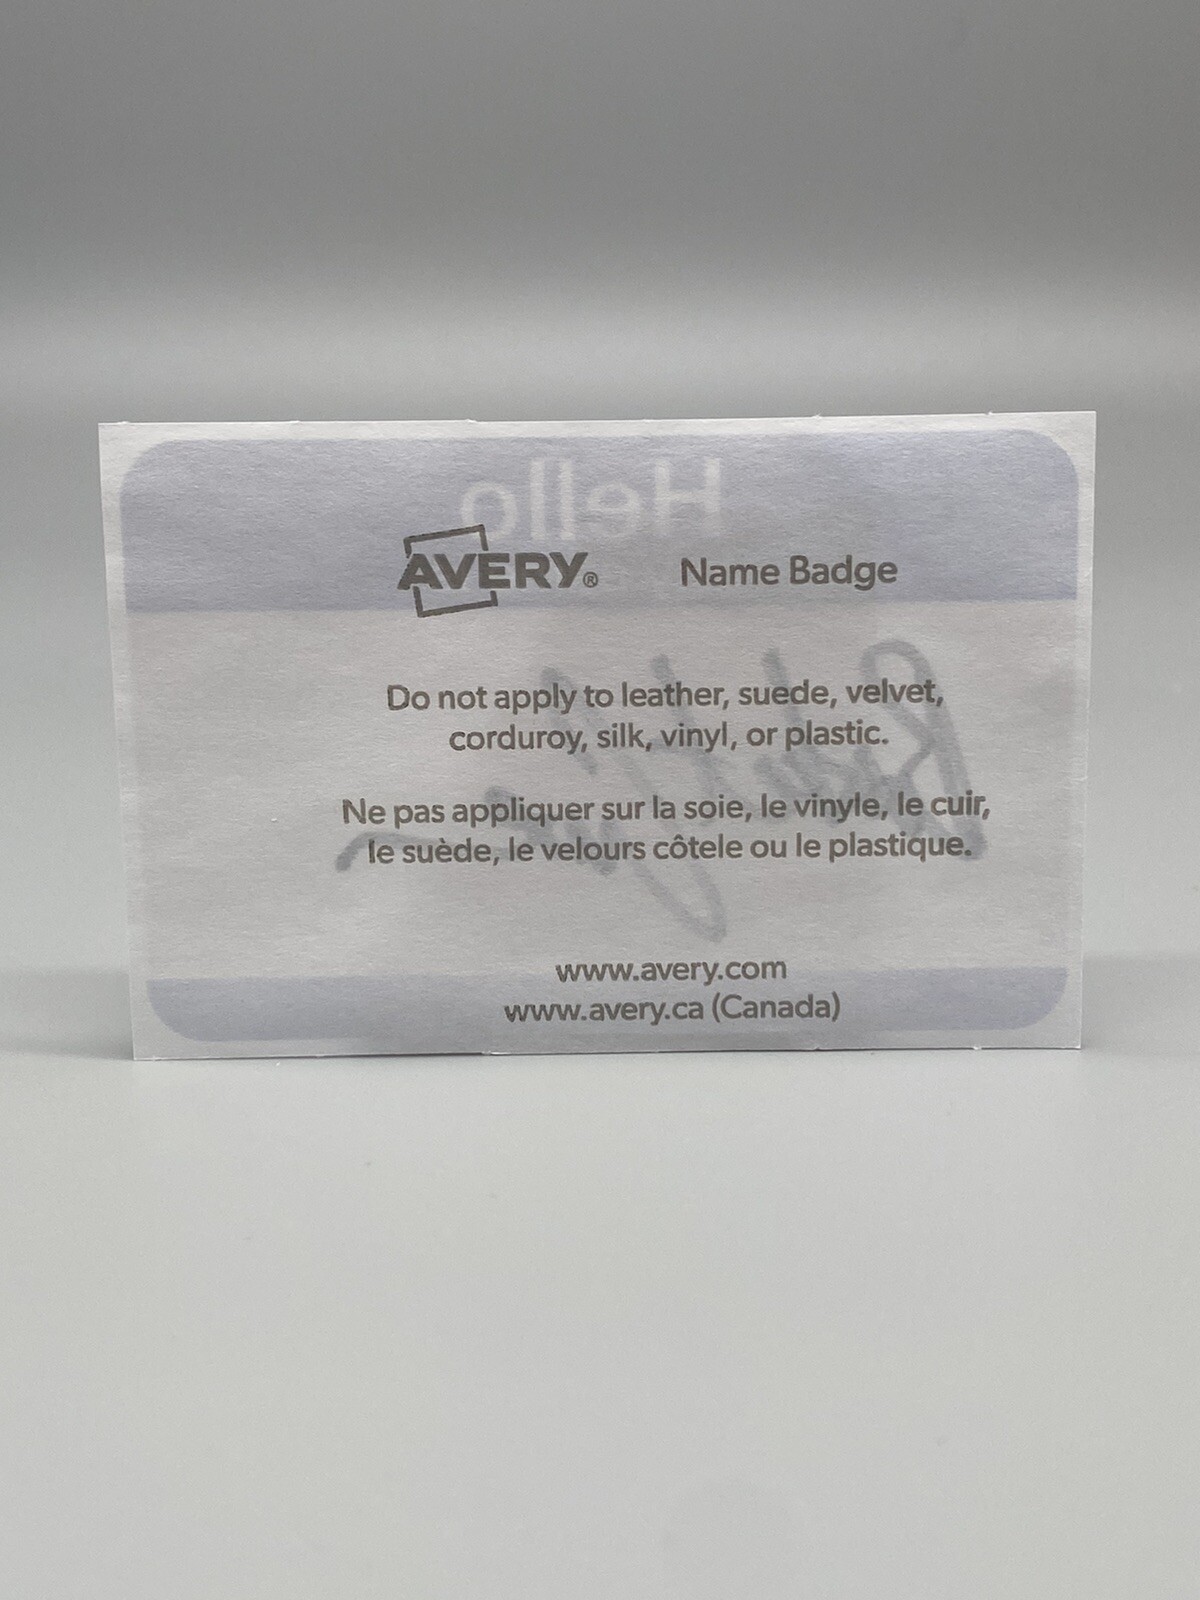 Hello
AVERY® Name Badge
Do not apply to leather, suede, velvet,
corduroy, silk, vinyl, or plastic.
Ne pas appliquer sur la soie, le vinyle, le cuir,
le suède, le velours côtele ou le plastique.
www.avery.com
www.avery.ca (Canada)